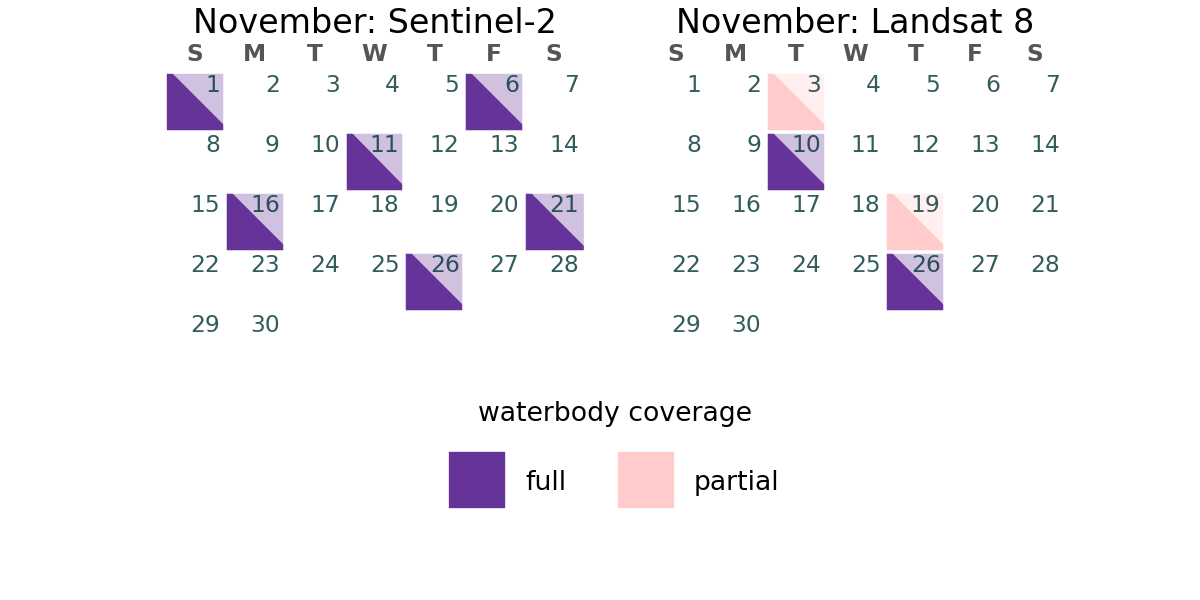 November: Sentinel-2
S M T W T F S
1 2 3 4 5 6 7
8 9 10 11 12 13 14
15 16 17 18 19 20 21
22 23 24 25 26 27 28
29 30
November: Landsat 8
S M T W T F S
1 2 3 4 5 6 7
8 9 10 11 12 13 14
15 16 17 18 19 20 21
22 23 24 25 26 27 28
29 30
waterbody coverage
full partial